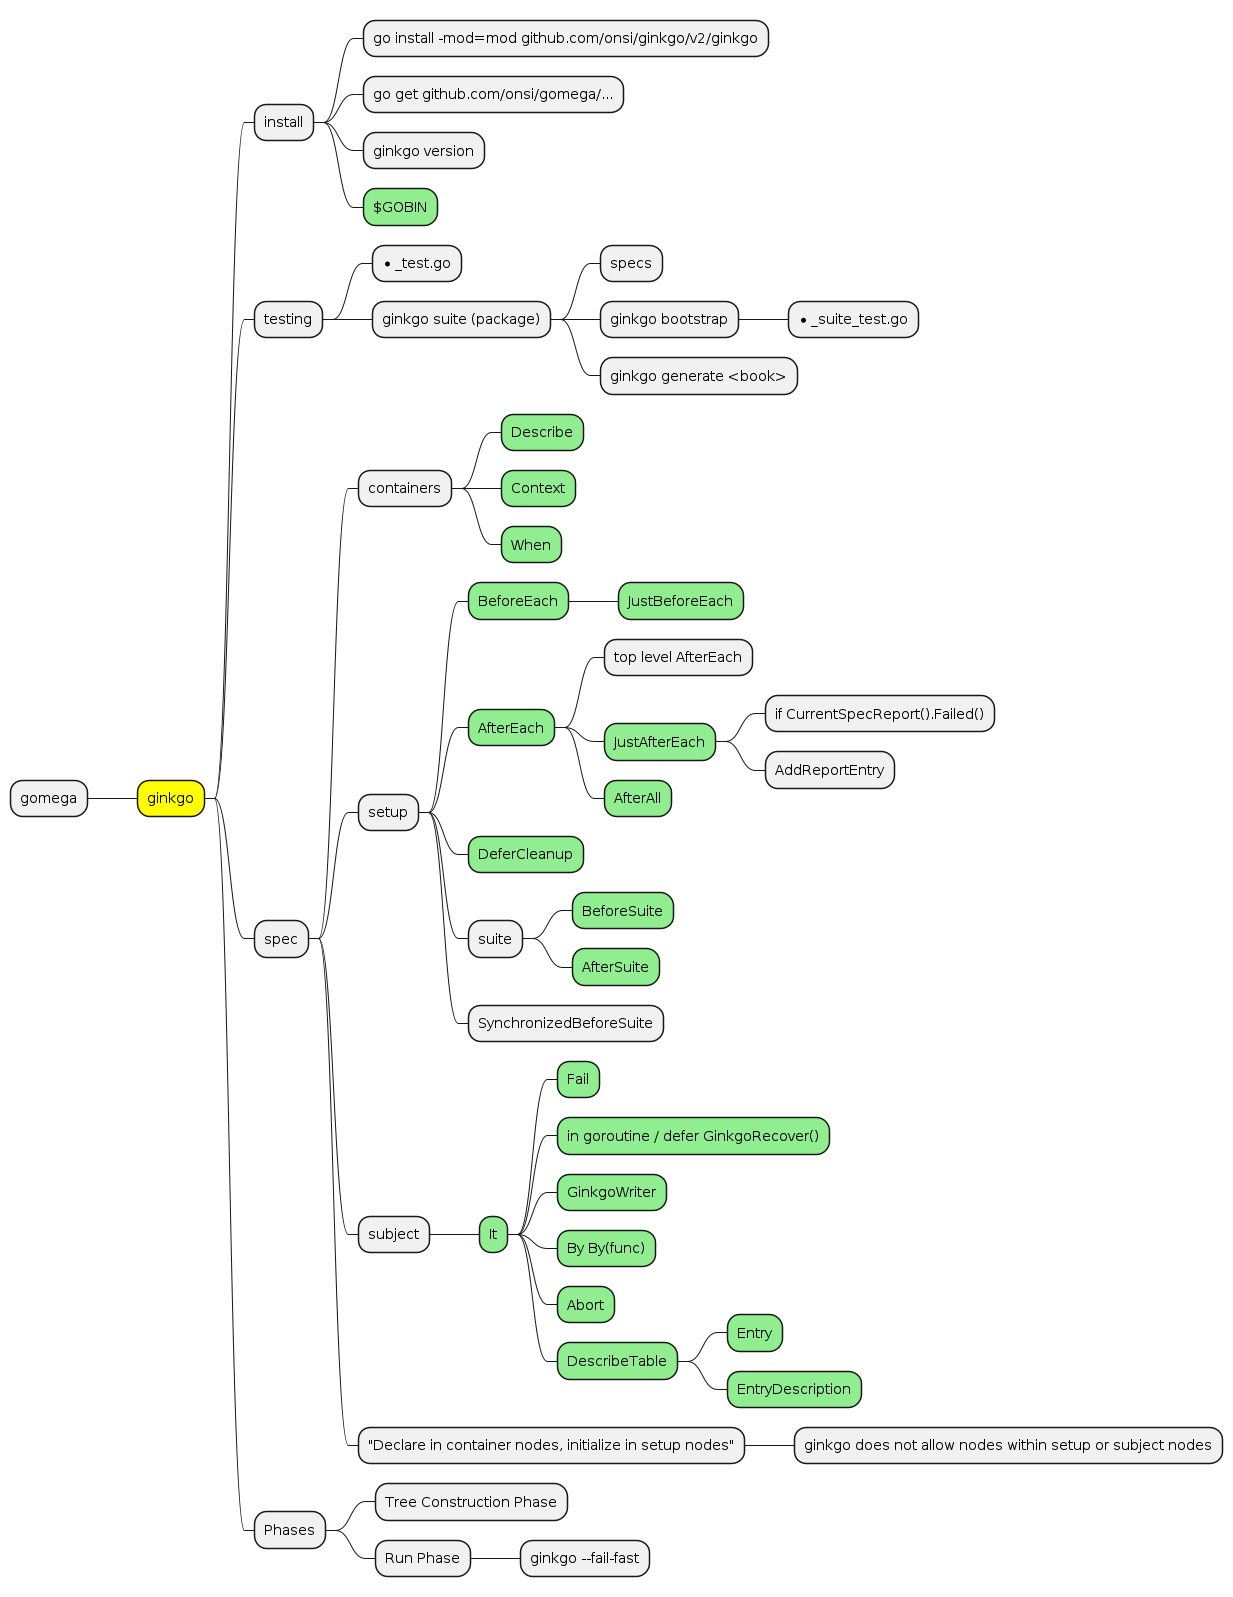 go install -mod=mod github.com/onsi/ginkgo/v2/ginkgo
go get github.com/onsi/gomega/...
install
ginkgo version
$GOBIN
• _test.go
specs
testing
ginkgo suite (package)
ginkgo bootstrap
• _suite_test.go
ginkgo generate <book>
Describe
containers
Context
When
BeforeEach
JustBeforeEach
top level AfterEach
if CurrentSpecReport().Failed()
AfterEach
JustAfterEach
AddReportEntry
gomega
ginkgo
AfterAll
setup
DeferCleanup
BeforeSuite
spec
suite
AfterSuite
SynchronizedBeforeSuite
Fail
in goroutine / defer GinkgoRecover()
GinkgoWriter
subject
It
By By(func)
Abort
Entry
DescribeTable
EntryDescription
"Declare in container nodes, initialize in setup nodes"
ginkgo does not allow nodes within setup or subject nodes
Tree Construction Phase
Phases
Run Phase
ginkgo --fail-fast